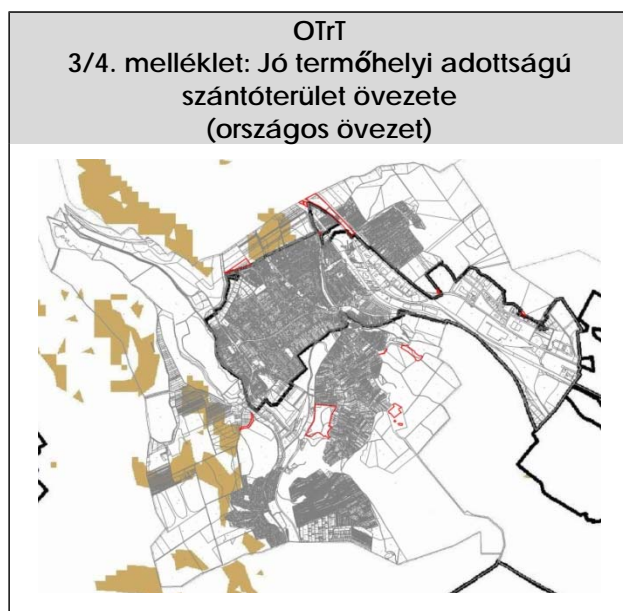 OTrT
3/4. melléklet: Jó termőhelyi adottságú
szántóterület övezete
(országos övezet)